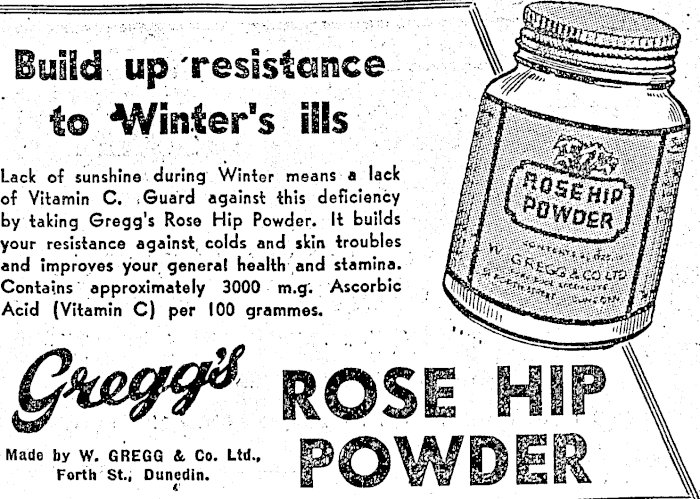 Build up resistance
to Winter's ills
Lack of sunshine during Winter means a lack
of Vitamin C. Guard against this deficiency
by taking Gregg's Rose Hip Powder. It builds
your resistance against colds and skin troubles
and improves your general health and stamina.
Contains approximately 3000 m.g. Ascorbic
Acid (Vitamin C) per 100 grammes.
ROSE HIP
POWDER
W. GREGG & CO LTD
Gregg's
ROSE HIP
POWDER
Made by W. GREGG & Co. Ltd.,
Forth St., Dunedin.